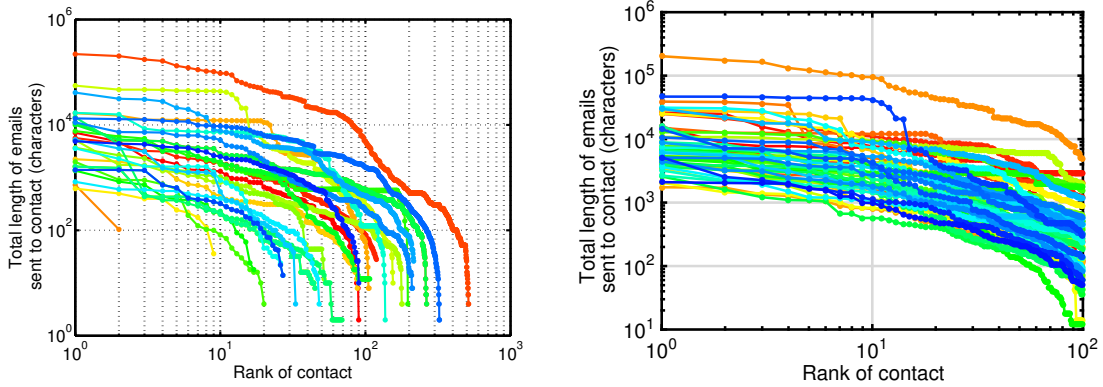 10^6
10^4
10^2
10^0
10^0
10^1
10^2
10^3
Total length of emails
sent to contact (characters)
Rank of contact
10^6
10^5
10^4
10^3
10^2
10^1
10^0
10^1
10^2
Total length of emails
sent to contact (characters)
Rank of contact